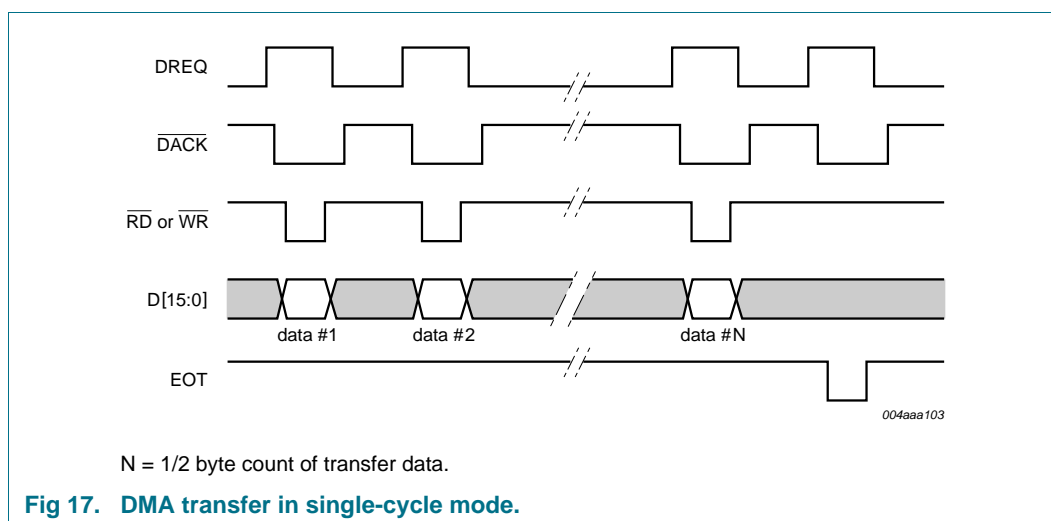 DREQ
DACK
RD or WR
D[15:0]
data #1 data #2 data #N
EOT
004aaa103
N = 1/2 byte count of transfer data.
Fig 17. DMA transfer in single-cycle mode.